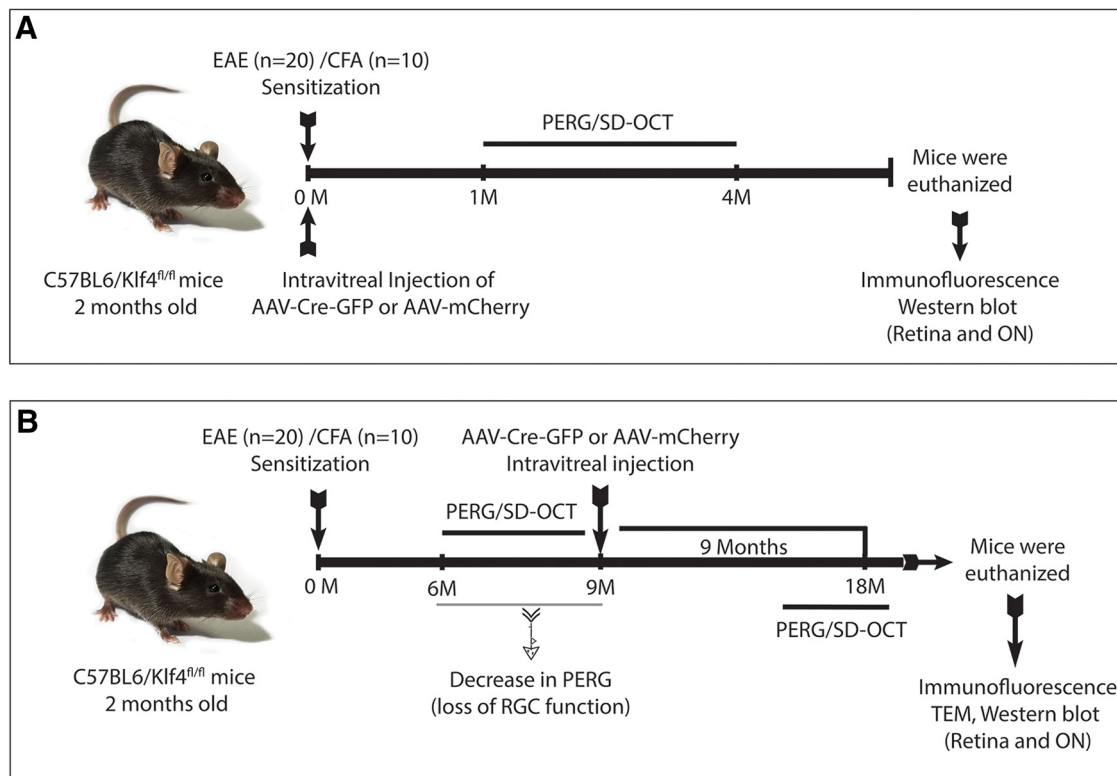 A
EAE (n=20) /CFA (n=10)
Sensitization
PERG/SD-OCT
0 M
1M
4M
Mice were
euthanized
C57BL6/Klf4fl/fl mice
2 months old
Intravitreal Injection of
AAV-Cre-GFP or AAV-mCherry
Immunofluorescence
Western blot
(Retina and ON)
B
EAE (n=20) /CFA (n=10)
Sensitization
AAV-Cre-GFP or AAV-mCherry
Intravitreal injection
PERG/SD-OCT
9 Months
0 M
6M
9M
18M
Mice were
euthanized
PERG/SD-OCT
C57BL6/Klf4fl/fl mice
2 months old
Decrease in PERG
(loss of RGC function)
Immunofluorescence
TEM, Western blot
(Retina and ON)